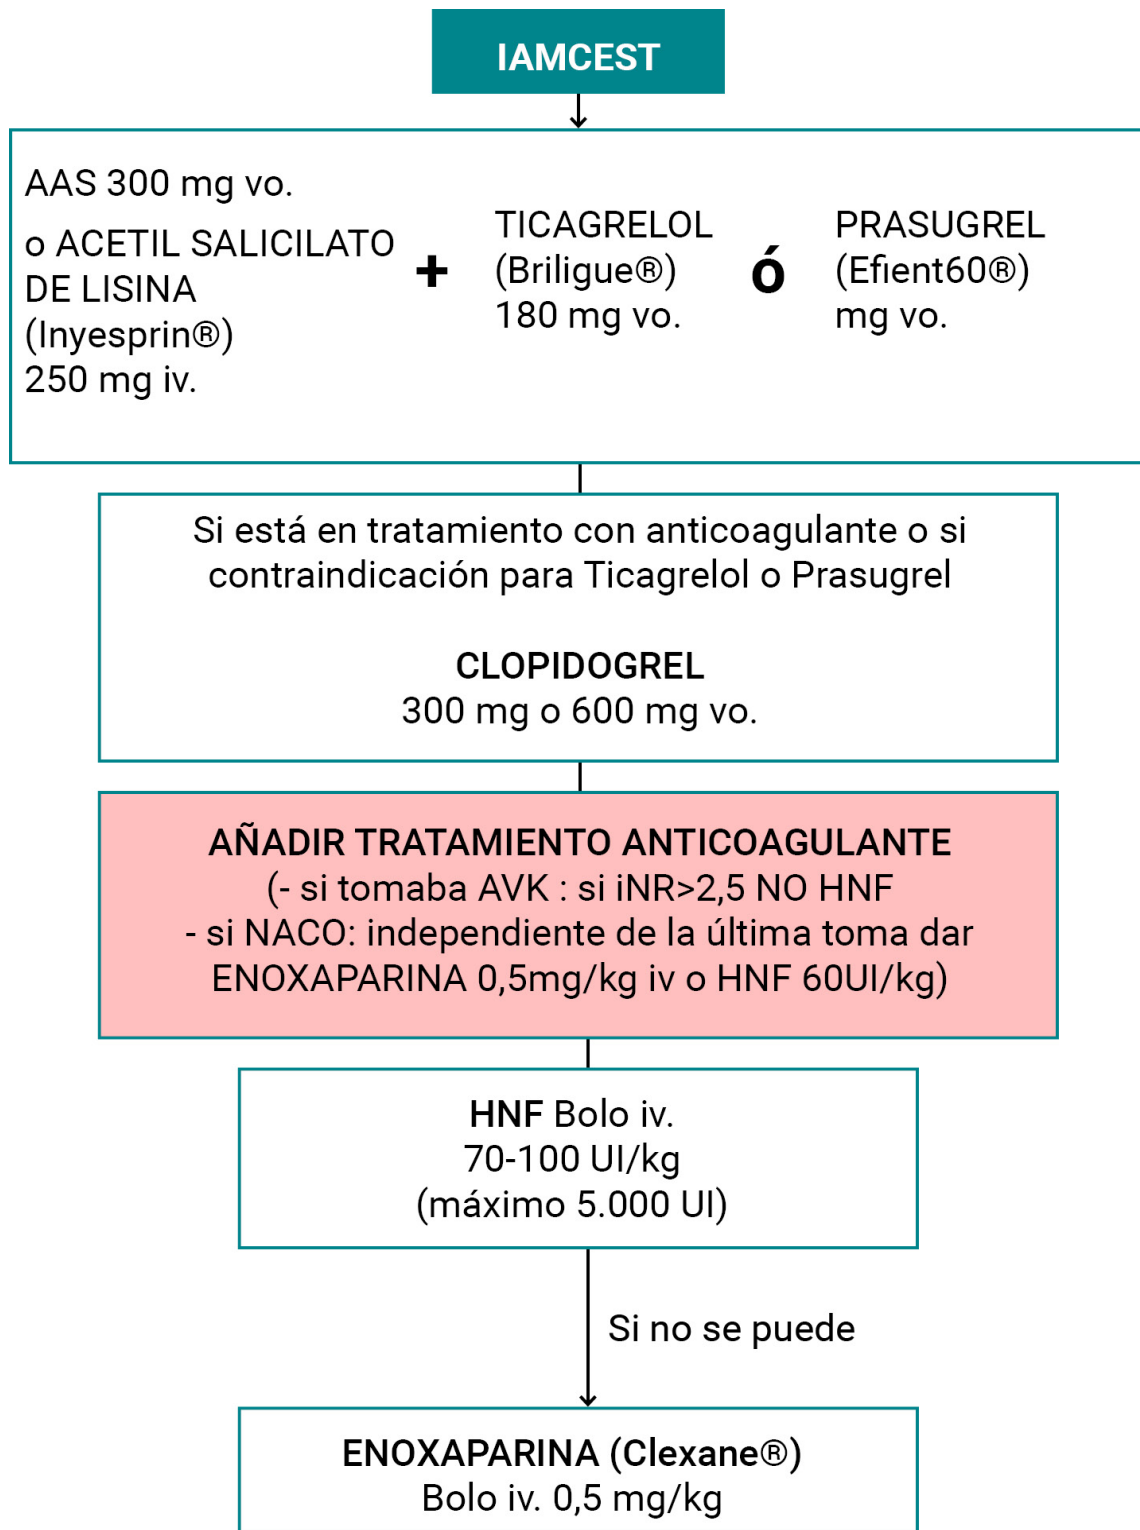 IAMCEST
AAS 300 mg vo.
o ACETIL SALICILATO
DE LISINA
(Inyesprin®)
250 mg iv.
+
TICAGRELOL
(Briligue®)
180 mg vo.
ó
PRASUGREL
(Efient60®)
mg vo.
Si está en tratamiento con anticoagulante o si
contraindicación para Ticagrelol o Prasugrel
CLOPIDOGREL
300 mg o 600 mg vo.
AÑADIR TRATAMIENTO ANTICOAGULANTE
(- si tomaba AVK : si iNR>2,5 NO HNF
- si NACO: independiente de la última toma dar
ENOXAPARINA 0,5mg/kg iv o HNF 60UI/kg)
HNF Bolo iv.
70-100 UI/kg
(máximo 5.000 UI)
Si no se puede
ENOXAPARINA (Clexane®)
Bolo iv. 0,5 mg/kg